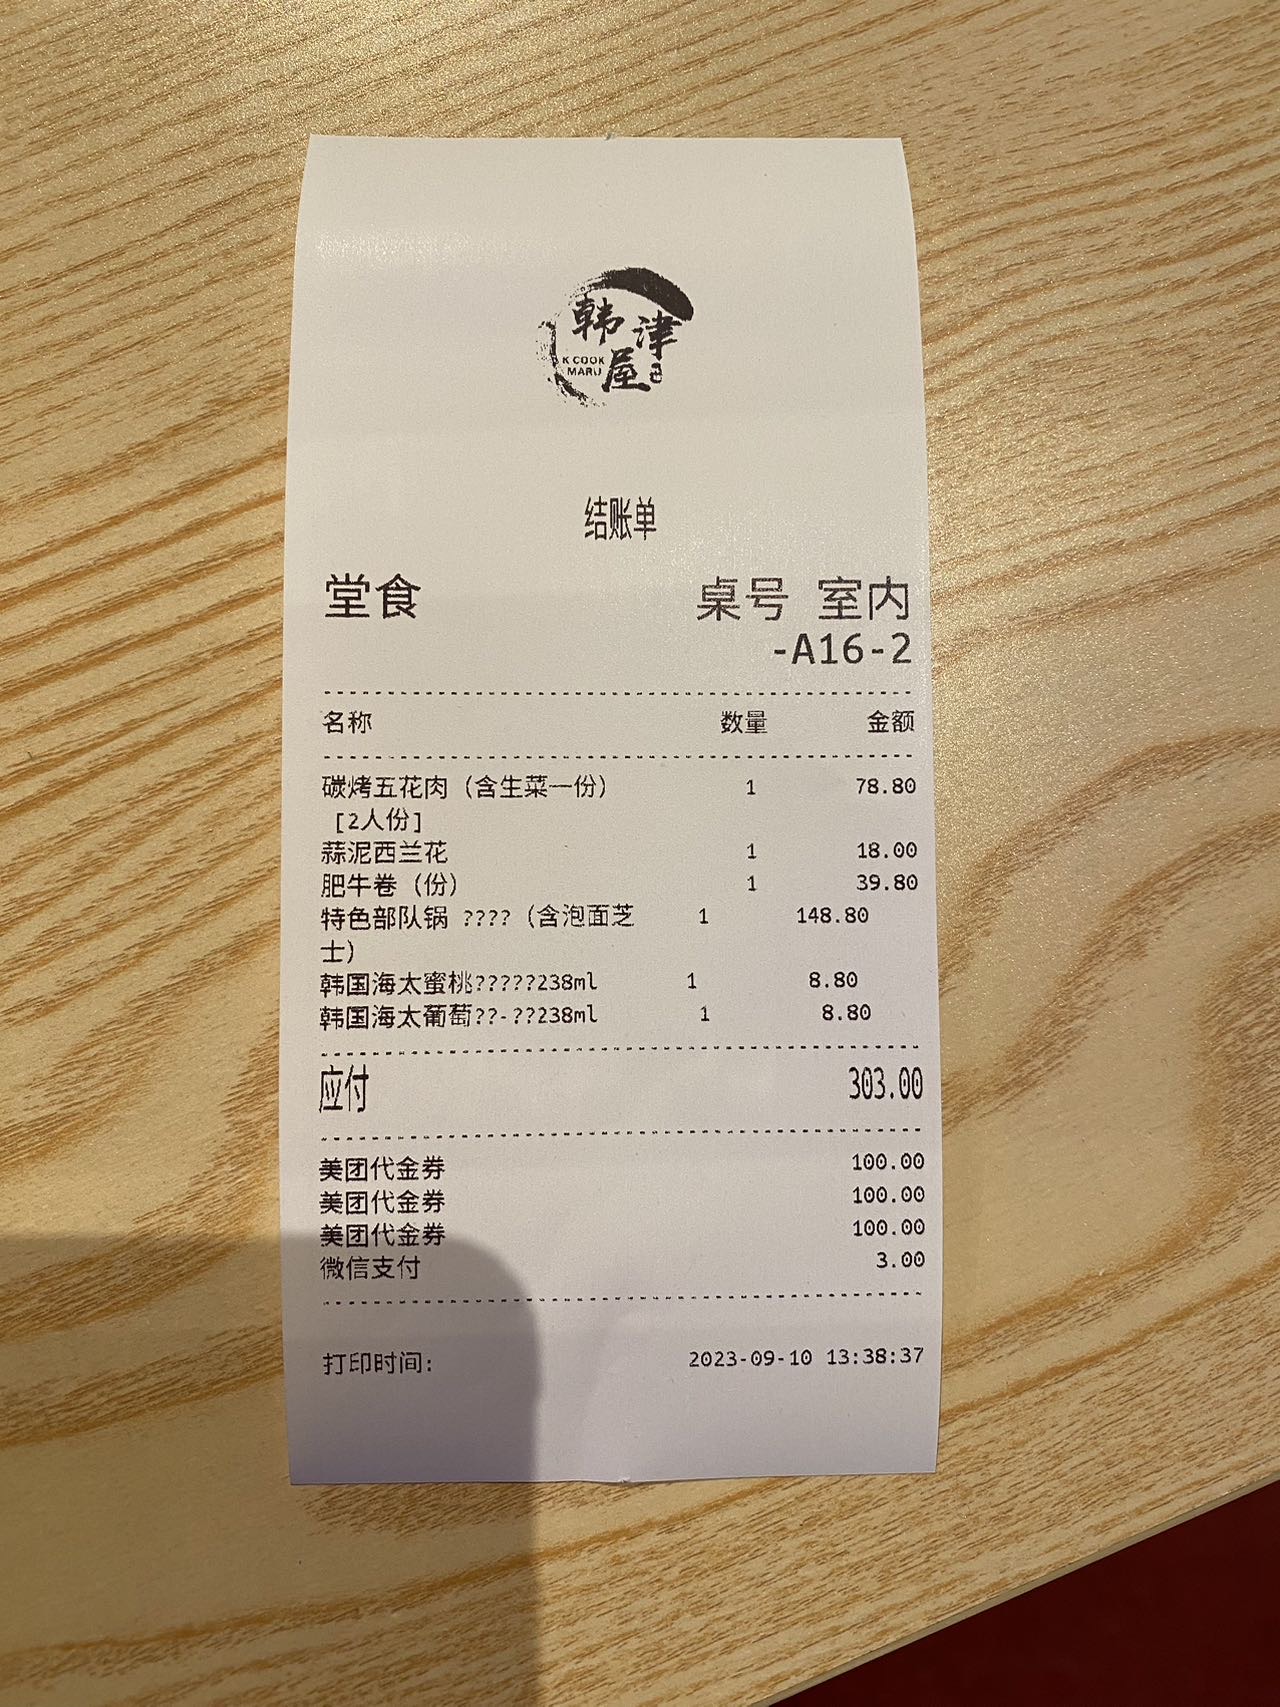 韩津屋
K COOK
MARU
结账单
堂食 桌号 室内
-A16-2
名称 数量 金额
碳烤五花肉（含生菜一份） 1 78.80
[2人份]
蒜泥西兰花 1 18.00
肥牛卷（份） 1 39.80
特色部队锅 ????（含泡面芝 1 148.80
士）
韩国海太蜜桃?????238ml 1 8.80
韩国海太葡萄??-??238ml 1 8.80
应付 303.00
美团代金券 100.00
美团代金券 100.00
美团代金券 100.00
微信支付 3.00
打印时间: 2023-09-10 13:38:37